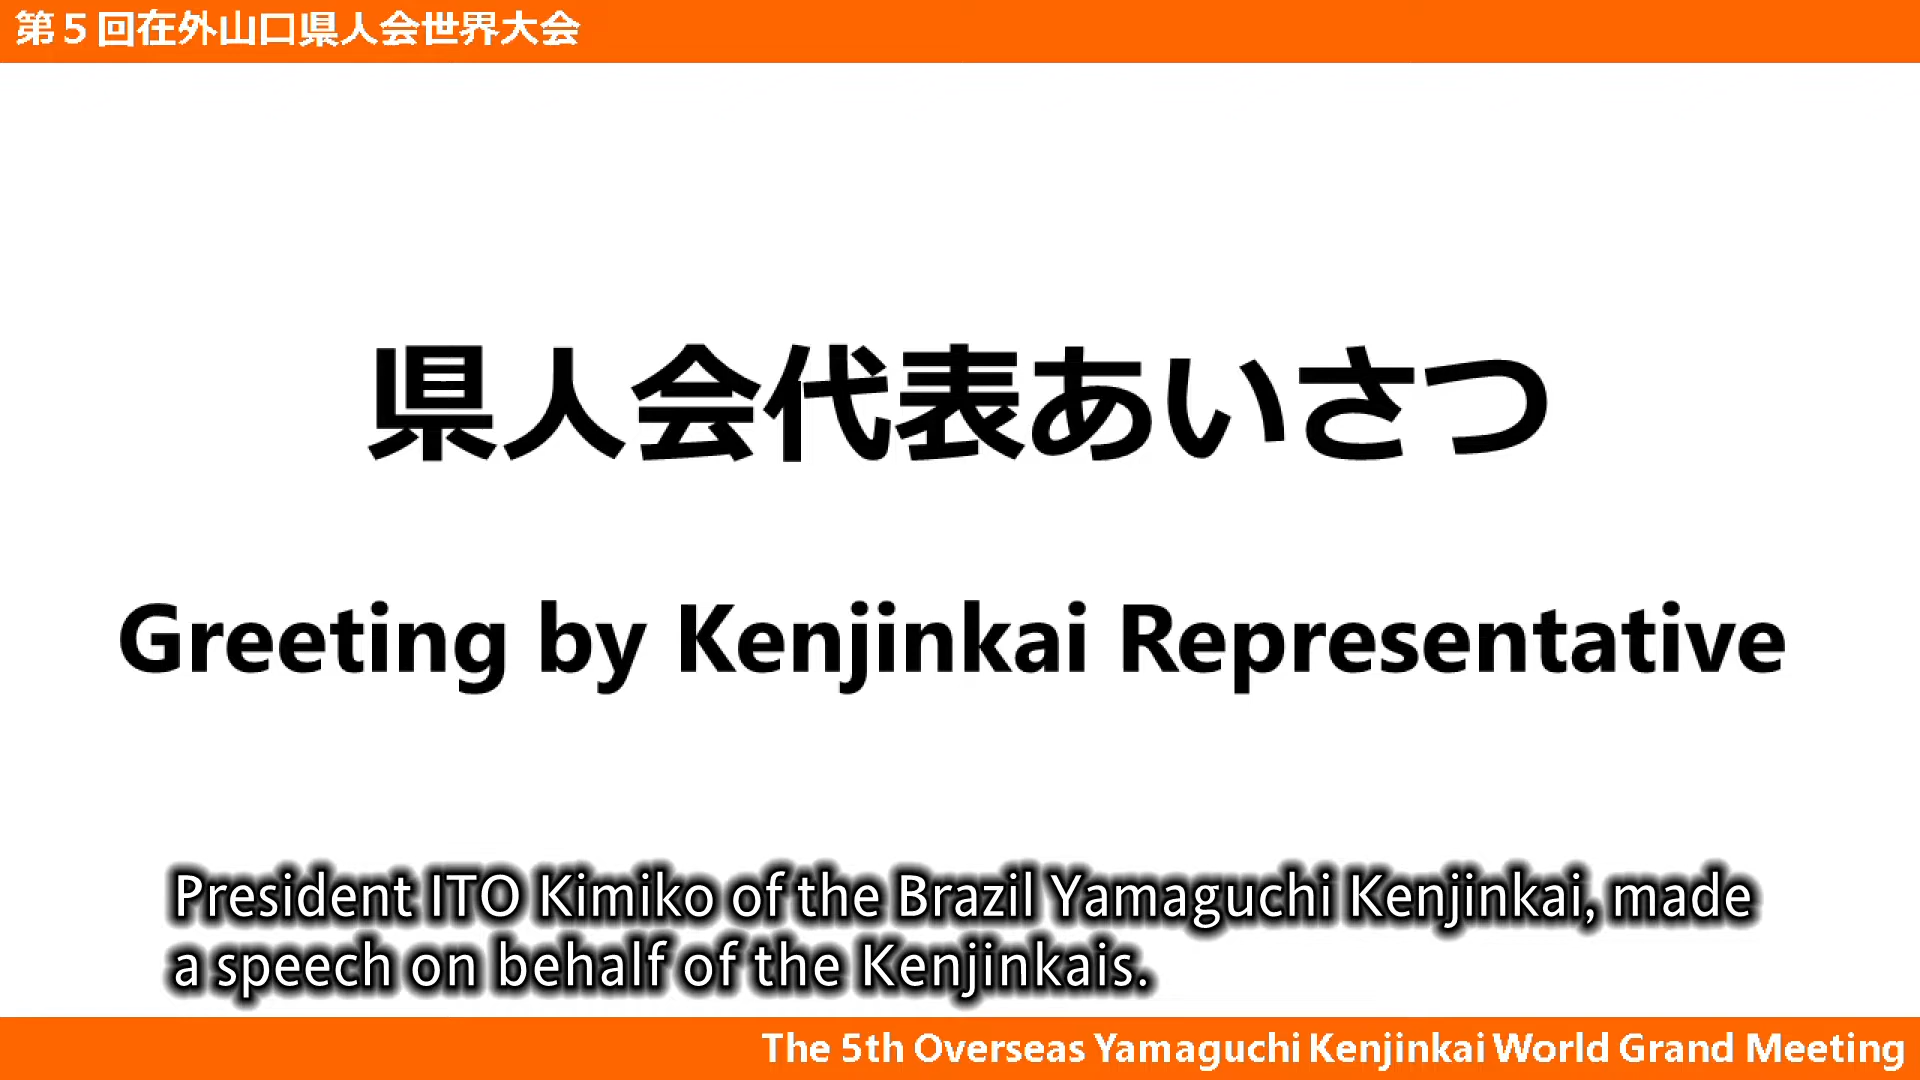 第５回在外山口県人会世界大会
県人会代表あいさつ
Greeting by Kenjinkai Representative
President ITO Kimiko of the Brazil Yamaguchi Kenjinkai, made
a speech on behalf of the Kenjinkais.
The 5th Overseas Yamaguchi Kenjinkai World Grand Meeting